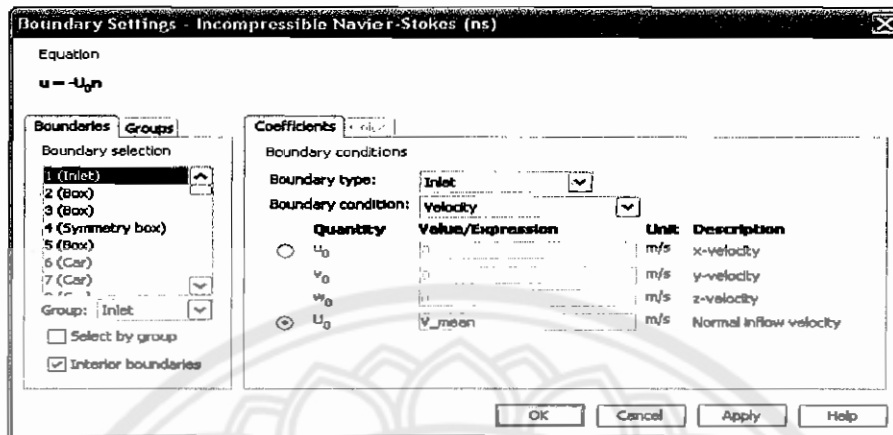 Boundary Settings - Incompressible Navier-Stokes (ns)
Equation
u = -U₀n
Boundaries Groups
Boundary selection
1 (Inlet)
2 (Box)
3 (Box)
4 (Symmetry box)
5 (Box)
6 (Car)
7 (Car)
Group: Inlet
Select by group
Interior boundaries
Coefficients
Boundary conditions
Boundary type: Inlet
Boundary condition: Velocity
Quantity Value/Expression Unit Description
u₀ m/s x-velocity
v₀ m/s y-velocity
w₀ m/s z-velocity
U₀ V_mean m/s Normal inflow velocity
OK Cancel Apply Help